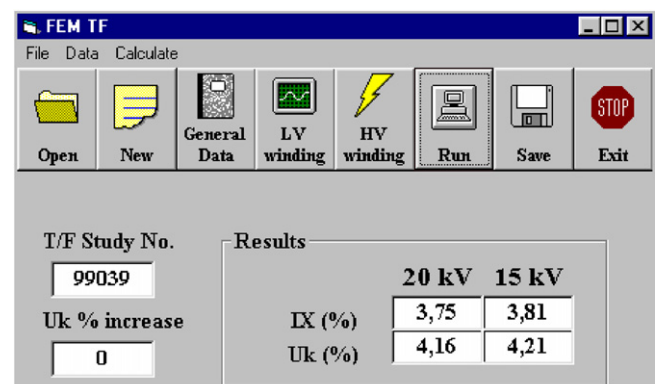 FEM TF
File Data Calculate
Open New General Data LV winding HV winding Run Save STOP Exit
T/F Study No.
99039
Uk % increase
0
Results
20 kV 15 kV
IX (%) 3,75 3,81
Uk (%) 4,16 4,21